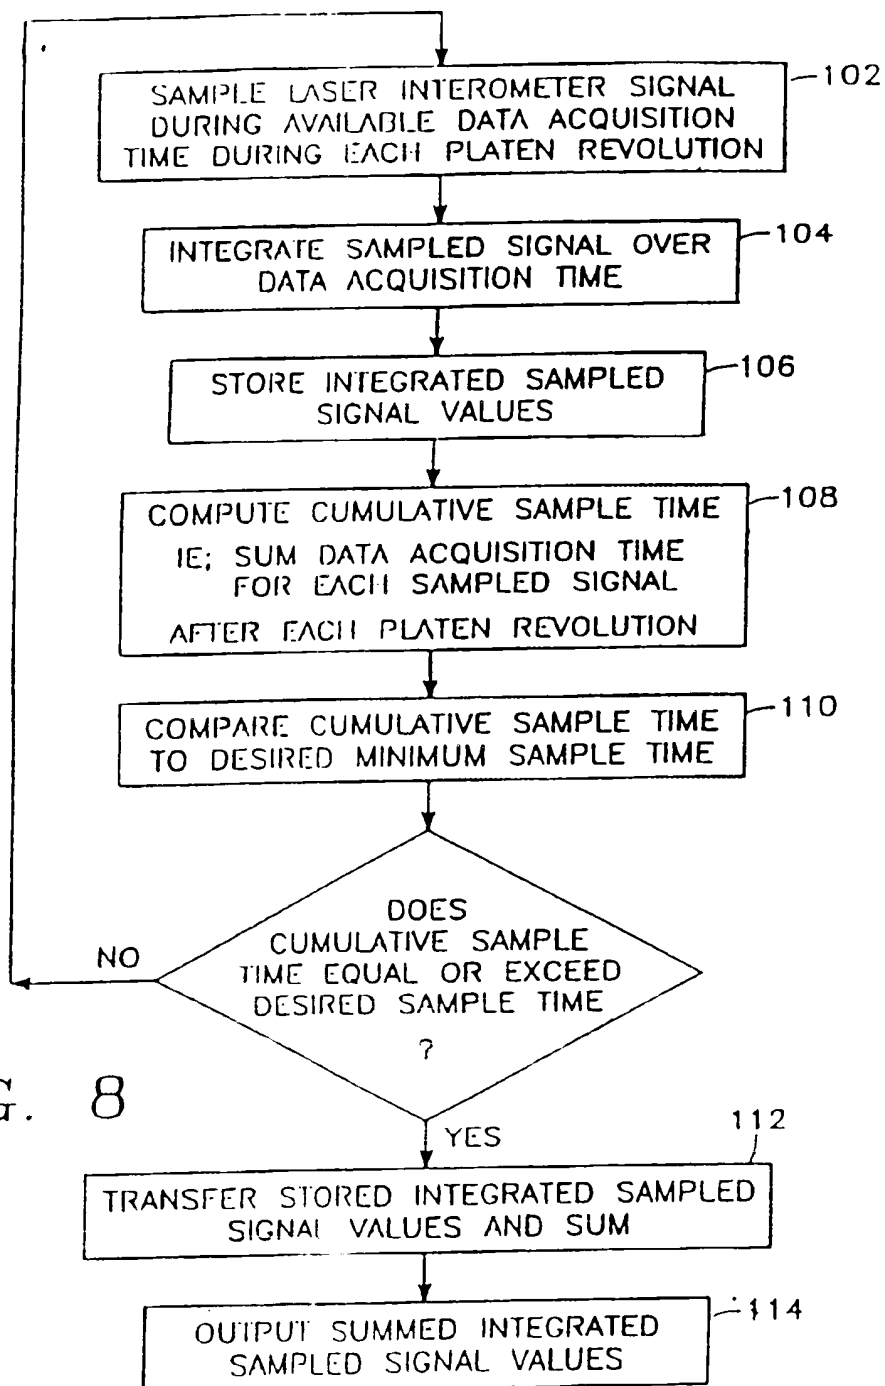 SAMPLE LASER INTEROMETER SIGNAL
DURING AVAILABLE DATA ACQUISITION
TIME DURING EACH PLATEN REVOLUTION
102
INTEGRATE SAMPLED SIGNAL OVER
DATA ACQUISITION TIME
104
STORE INTEGRATED SAMPLED
SIGNAL VALUES
106
COMPUTE CUMULATIVE SAMPLE TIME
IE; SUM DATA ACQUISITION TIME
FOR EACH SAMPLED SIGNAL
AFTER EACH PLATEN REVOLUTION
108
COMPARE CUMULATIVE SAMPLE TIME
TO DESIRED MINIMUM SAMPLE TIME
110
DOES
CUMULATIVE SAMPLE
TIME EQUAL OR EXCEED
DESIRED SAMPLE TIME
?
NO
G. 8
YES
112
TRANSFER STORED INTEGRATED SAMPLED
SIGNAL VALUES AND SUM
OUTPUT SUMMED INTEGRATED
SAMPLED SIGNAL VALUES
114